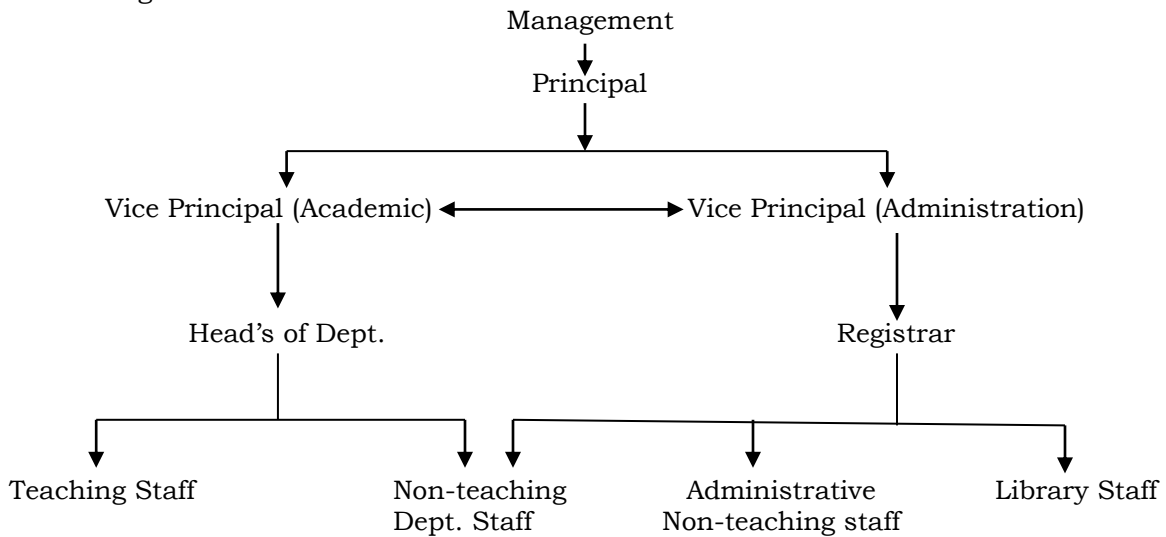 Management
Principal
Vice Principal (Academic) Vice Principal (Administration)
Head's of Dept. Registrar
Teaching Staff Non-teaching Administrative Library Staff
Dept. Staff Non-teaching staff